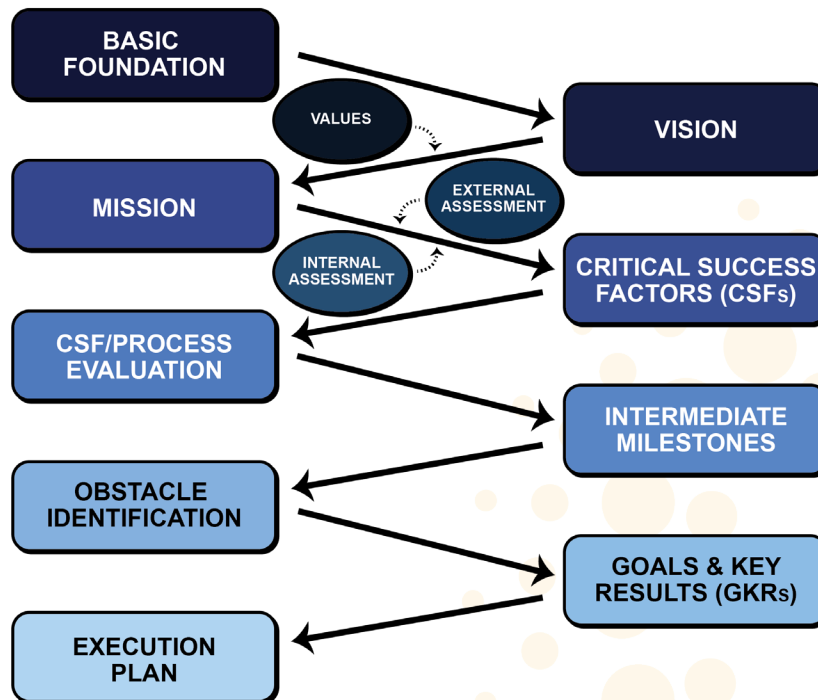 BASIC
FOUNDATION
VALUES
VISION
MISSION
EXTERNAL
ASSESSMENT
INTERNAL
ASSESSMENT
CRITICAL SUCCESS
FACTORS (CSFs)
CSF/PROCESS
EVALUATION
INTERMEDIATE
MILESTONES
OBSTACLE
IDENTIFICATION
GOALS & KEY
RESULTS (GKRs)
EXECUTION
PLAN